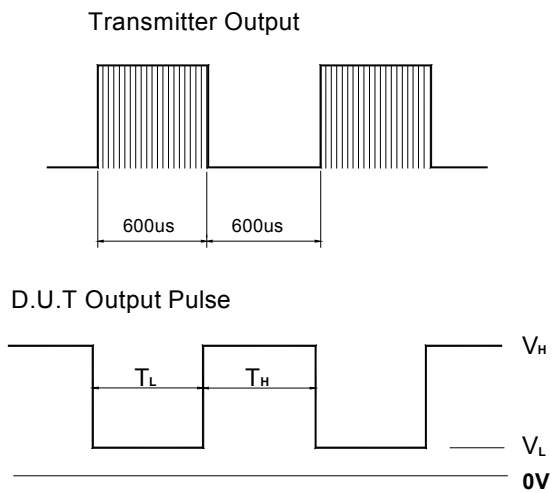 Transmitter Output
600us 600us
D.U.T Output Pulse
VH
TL TH
VL
0V